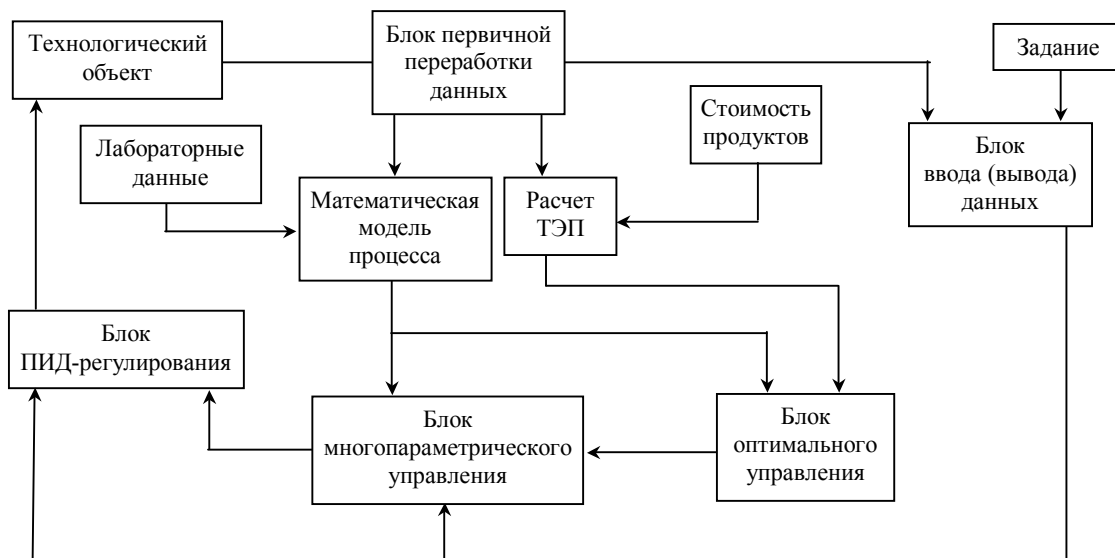 Технологический
объект
Блок первичной
переработки
данных
Задание
Стоимость
продуктов
Лабораторные
данные
Блок
ввода (вывода)
данных
Математическая
модель
процесса
Расчет
ТЭП
Блок
ПИД-регулирования
Блок
многопараметрического
управления
Блок
оптимального
управления